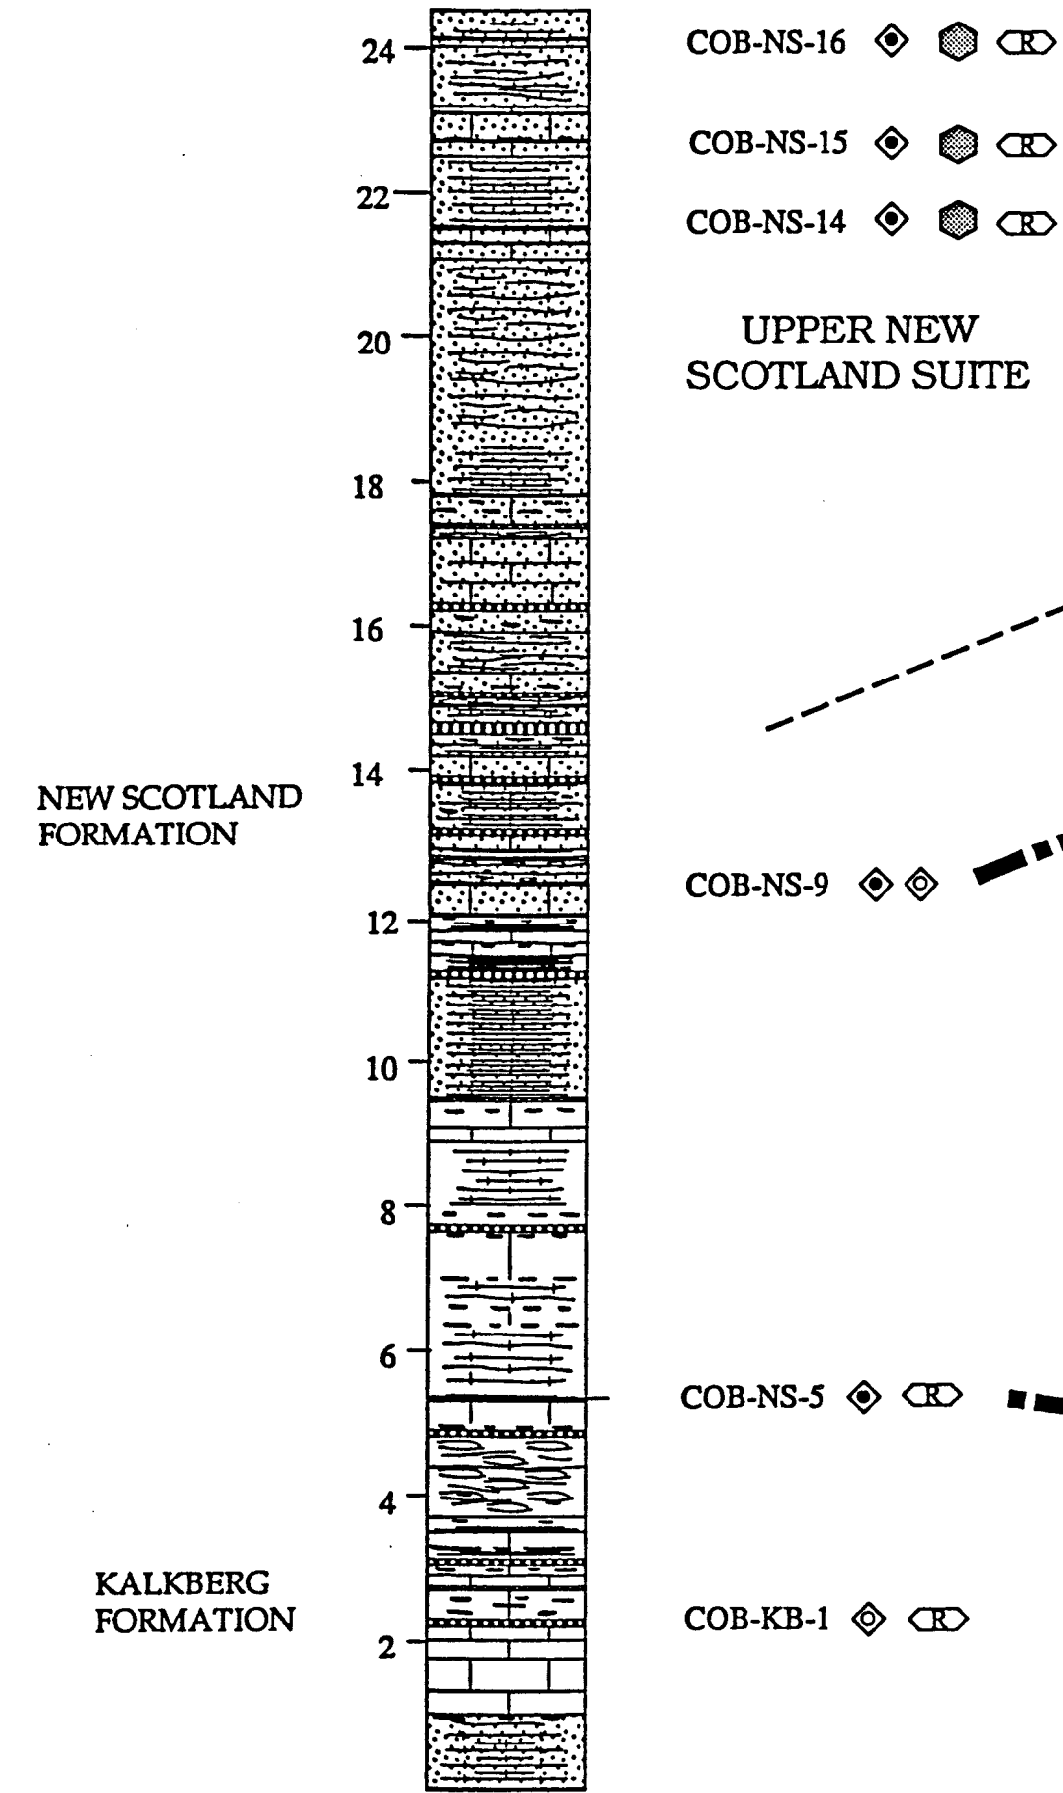 24
COB-NS-16 R
COB-NS-15 R
22
COB-NS-14 R
UPPER NEW
SCOTLAND SUITE
20
18
16
14
NEW SCOTLAND
FORMATION
COB-NS-9
12
10
8
6
COB-NS-5 R
4
KALKBERG
FORMATION
COB-KB-1 R
2